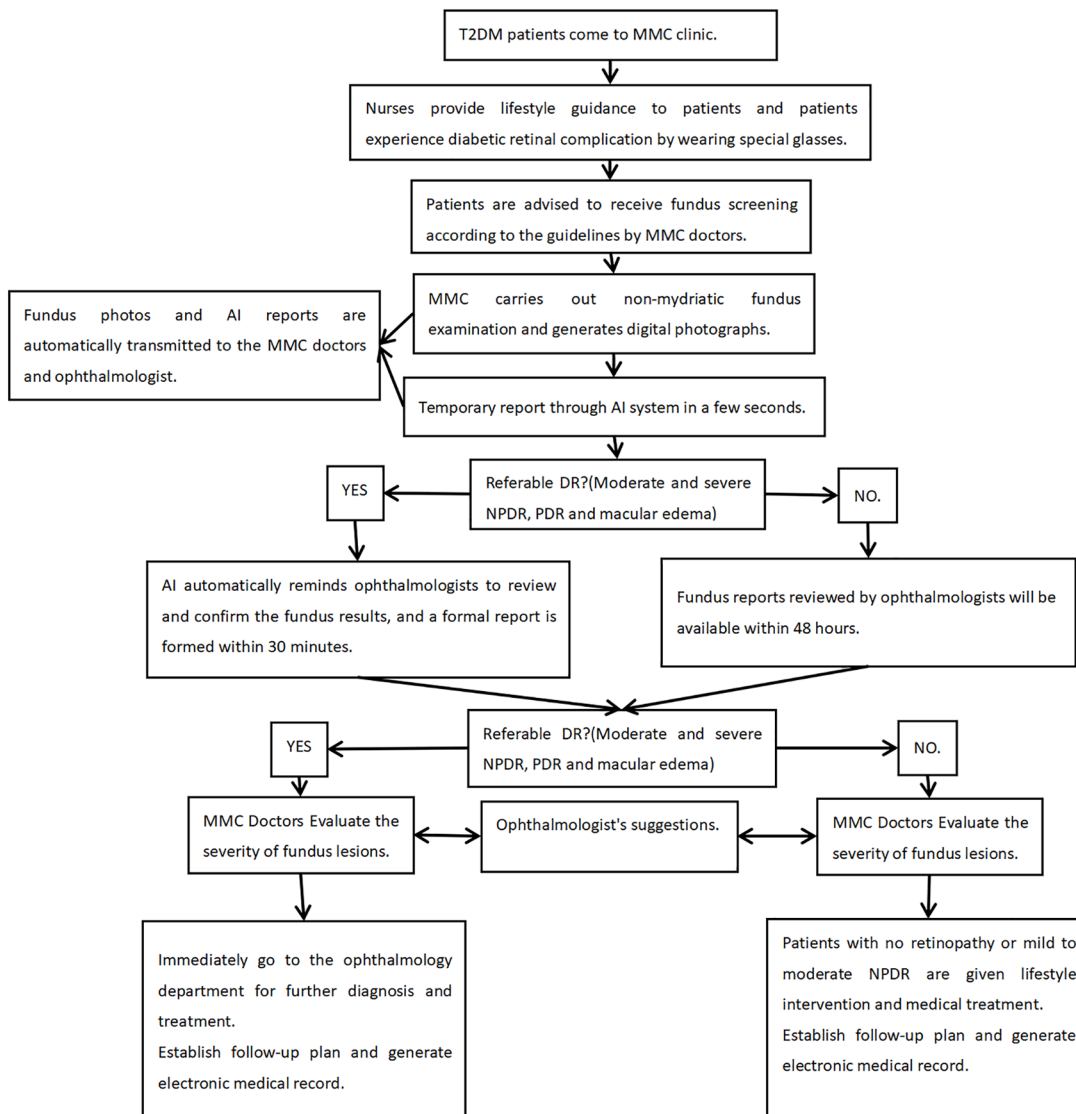 T2DM patients come to MMC clinic.
Nurses provide lifestyle guidance to patients and patients
experience diabetic retinal complication by wearing special glasses.
Patients are advised to receive fundus screening
according to the guidelines by MMC doctors.
MMC carries out non-mydriatic fundus
examination and generates digital photographs.
Fundus photos and AI reports are
automatically transmitted to the MMC doctors
and ophthalmologist.
Temporary report through AI system in a few seconds.
Referable DR?(Moderate and severe
NPDR, PDR and macular edema)
YES
NO.
AI automatically reminds ophthalmologists to review
and confirm the fundus results, and a formal report is
formed within 30 minutes.
Fundus reports reviewed by ophthalmologists will be
available within 48 hours.
Referable DR?(Moderate and severe
NPDR, PDR and macular edema)
YES
NO.
MMC Doctors Evaluate the
severity of fundus lesions.
Ophthalmologist's suggestions.
MMC Doctors Evaluate the
severity of fundus lesions.
Immediately go to the ophthalmology
department for further diagnosis and
treatment.
Establish follow-up plan and generate
electronic medical record.
Patients with no retinopathy or mild to
moderate NPDR are given lifestyle
intervention and medical treatment.
Establish follow-up plan and generate
electronic medical record.